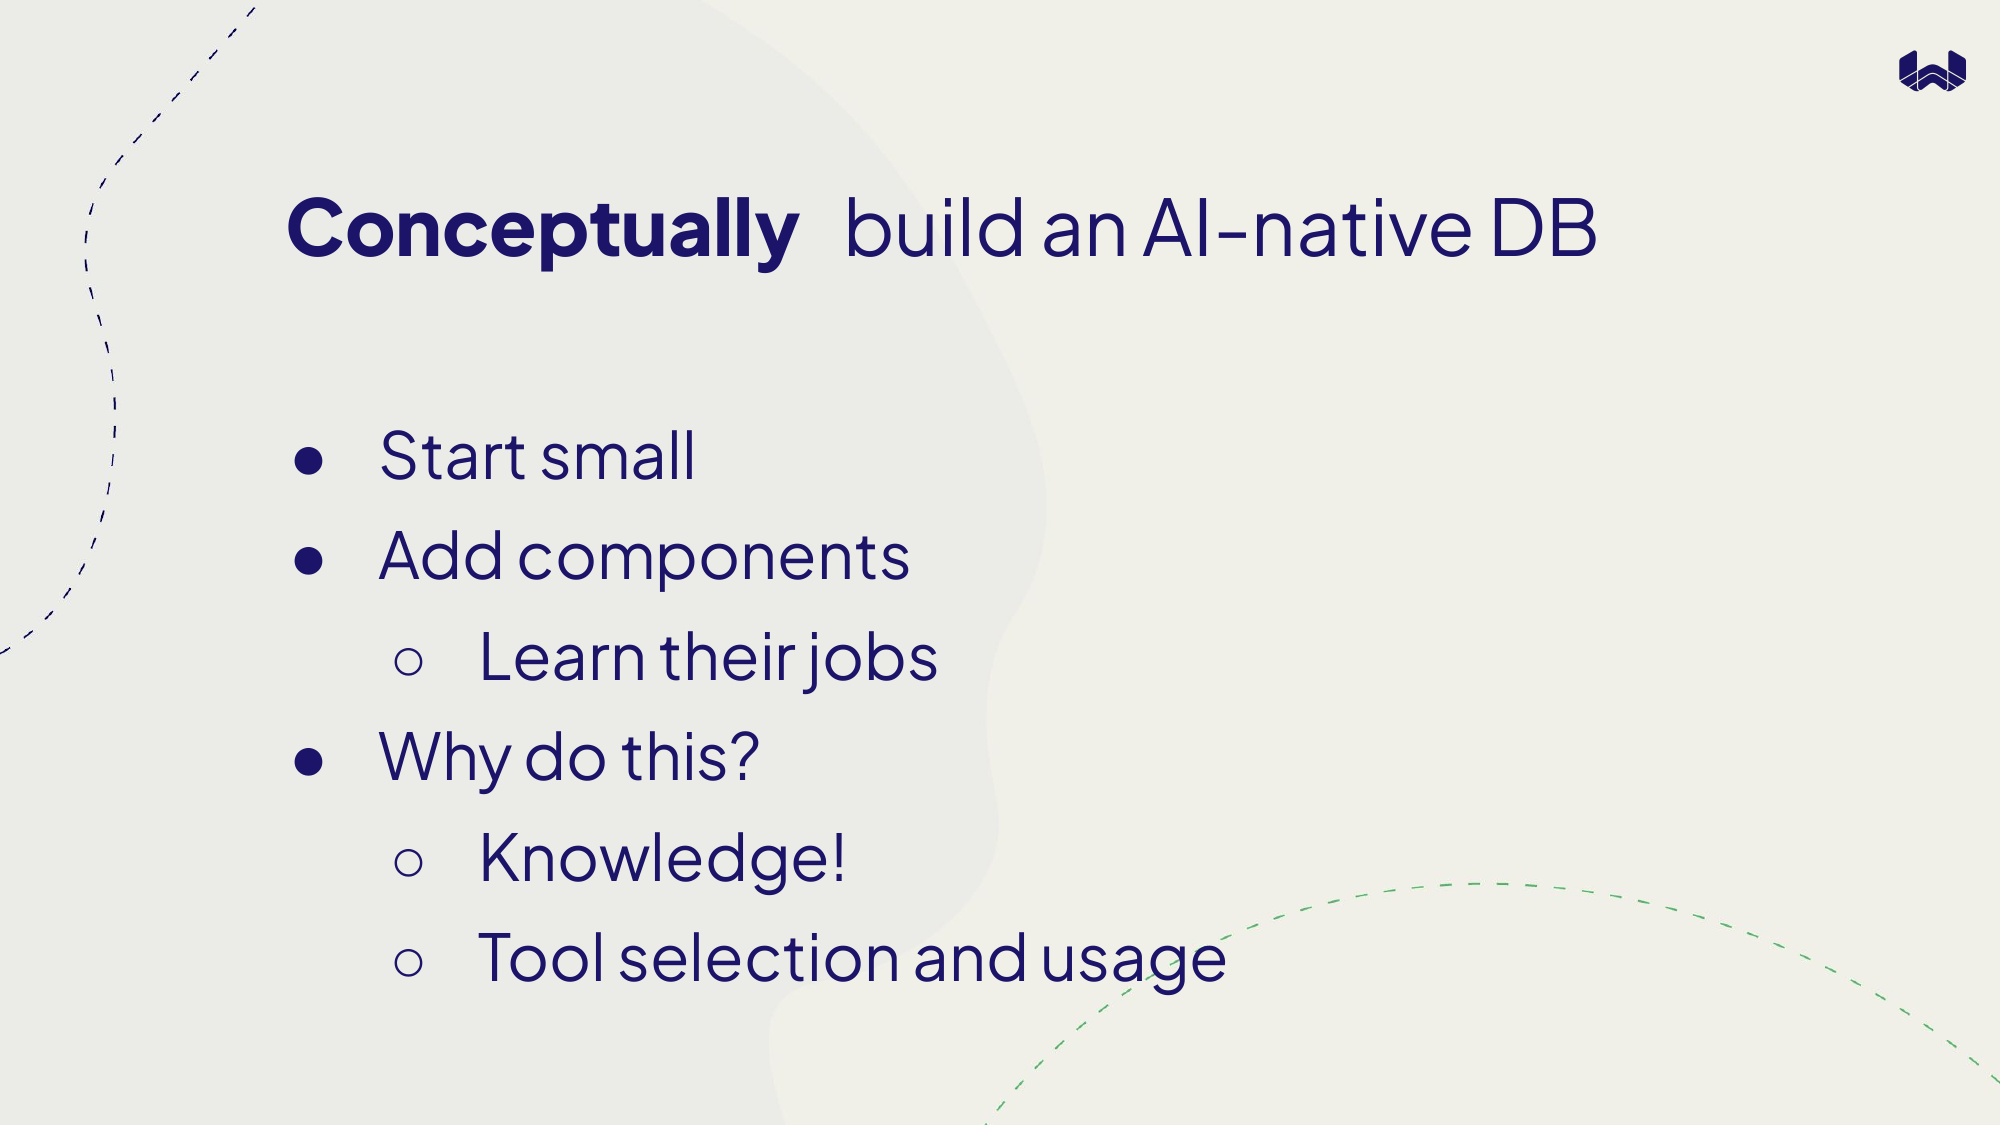 Conceptually build an AI-native DB
● Start small
● Add components
○ Learn their jobs
● Why do this?
○ Knowledge!
○ Tool selection and usage